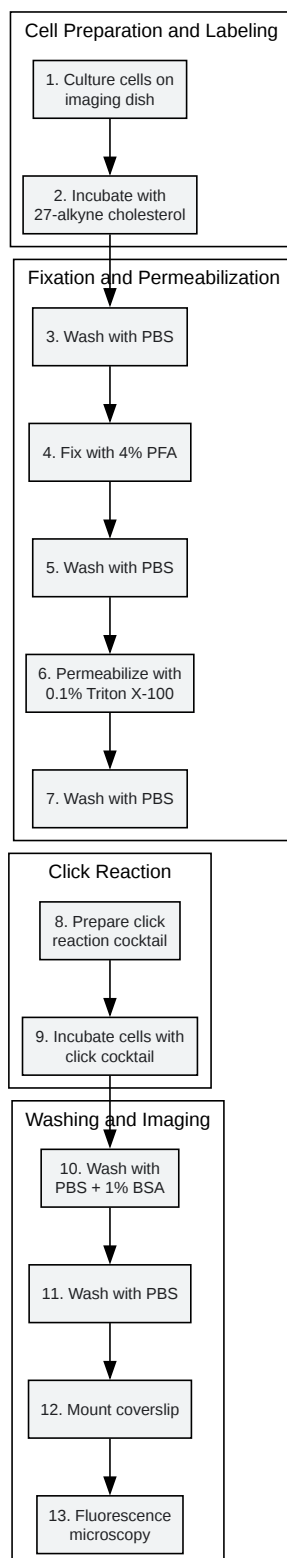 Cell Preparation and Labeling
1. Culture cells on
imaging dish
2. Incubate with
27-alkyne cholesterol
Fixation and Permeabilization
3. Wash with PBS
4. Fix with 4% PFA
5. Wash with PBS
6. Permeabilize with
0.1% Triton X-100
7. Wash with PBS
Click Reaction
8. Prepare click
reaction cocktail
9. Incubate cells with
click cocktail
Washing and Imaging
10. Wash with
PBS + 1% BSA
11. Wash with PBS
12. Mount coverslip
13. Fluorescence
microscopy